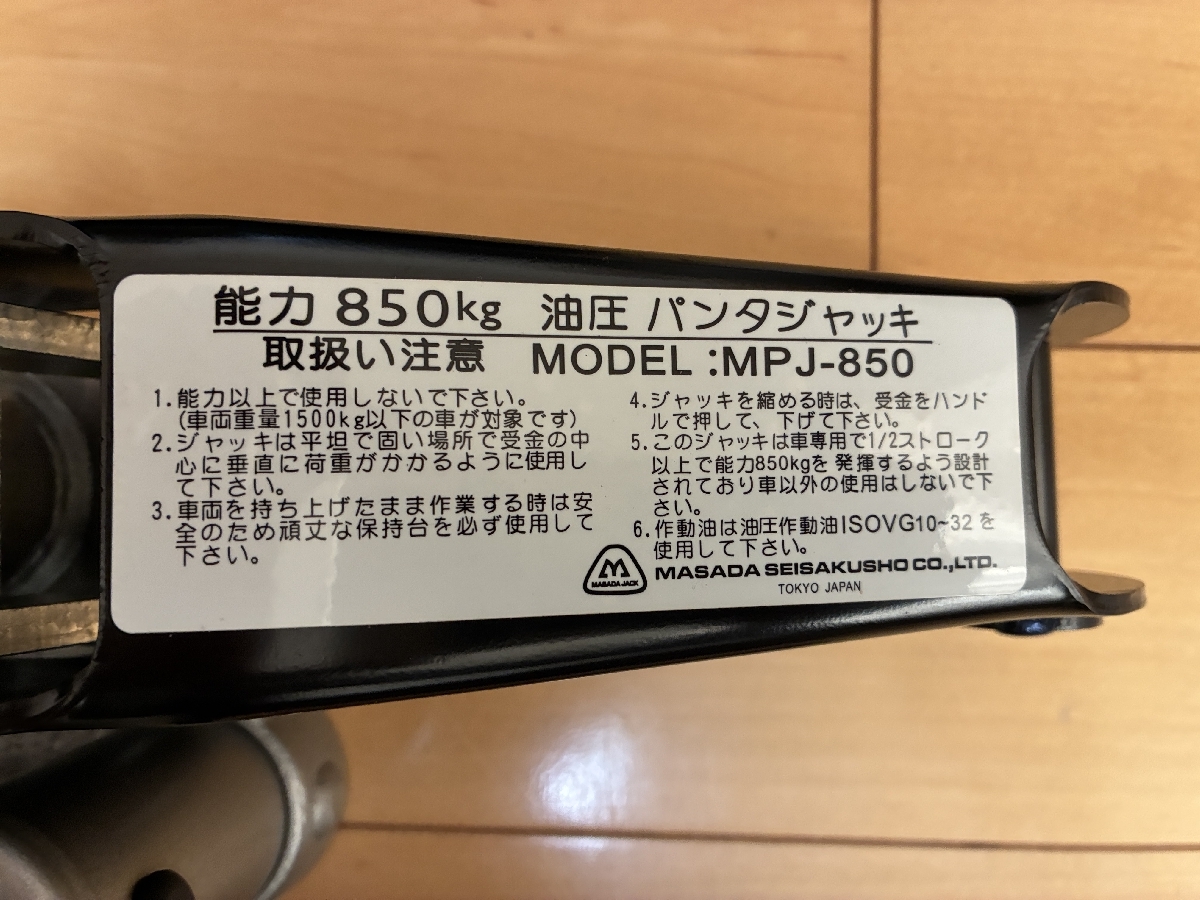 能力 850kg 油圧 パンタジャッキ
取扱い注意 MODEL :MPJ-850
1. 能力以上で使用しないで下さい。
(車両重量1500kg以下の車が対象です)
2. ジャッキは平坦で固い場所で受金の中
心に垂直に荷重がかかるように使用し
て下さい。
3. 車両を持ち上げたまま作業する時は安
全のため頑丈な保持台を必ず使用して
下さい。
4. ジャッキを縮める時は、受金をハンド
ルで押して、下げて下さい。
5. このジャッキは車専用で1/2ストローク
以上で能力850kgを 発揮するよう設計
されており車以外の使用はしないで下
さい。
6. 作動油は油圧作動油ISOVG10~32を
使用して下さい。
M
MASADA JACK
MASADA SEISAKUSHO CO.,LTD.
TOKYO JAPAN